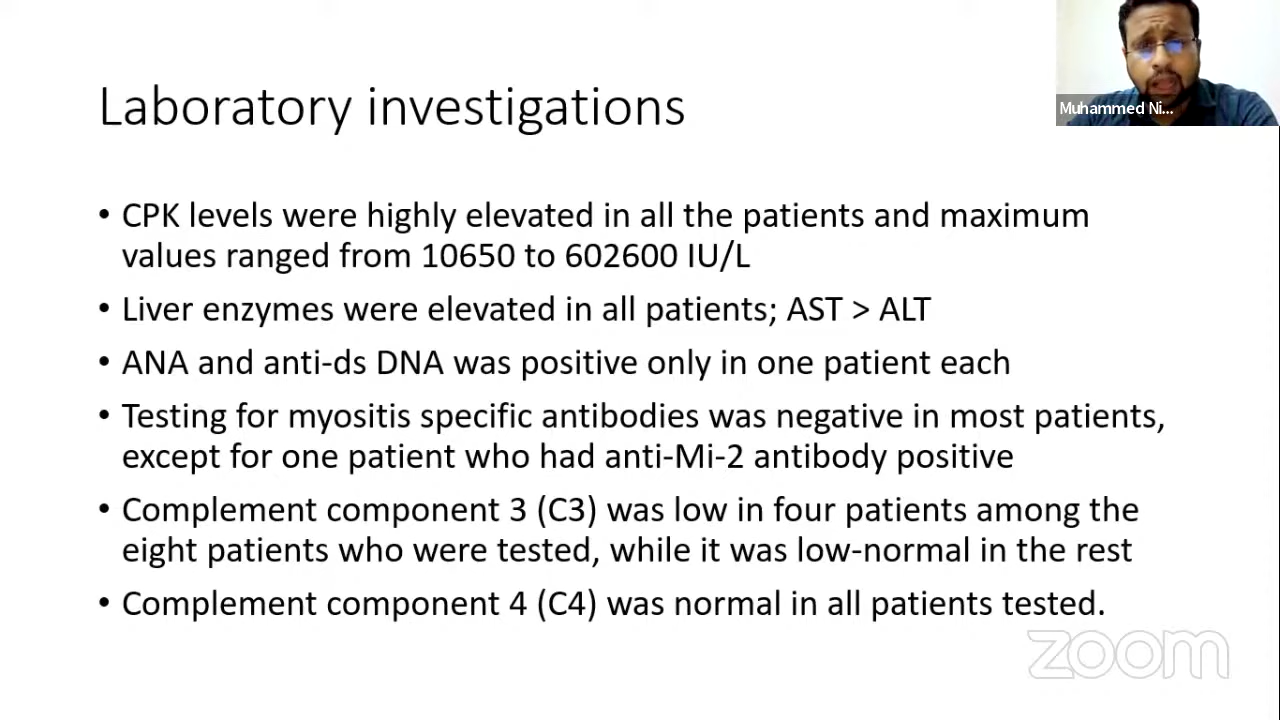 Muhammed Ni...
Laboratory investigations
• CPK levels were highly elevated in all the patients and maximum
values ranged from 10650 to 602600 IU/L
• Liver enzymes were elevated in all patients; AST > ALT
• ANA and anti-ds DNA was positive only in one patient each
• Testing for myositis specific antibodies was negative in most patients,
except for one patient who had anti-Mi-2 antibody positive
• Complement component 3 (C3) was low in four patients among the
eight patients who were tested, while it was low-normal in the rest
• Complement component 4 (C4) was normal in all patients tested.
zoom